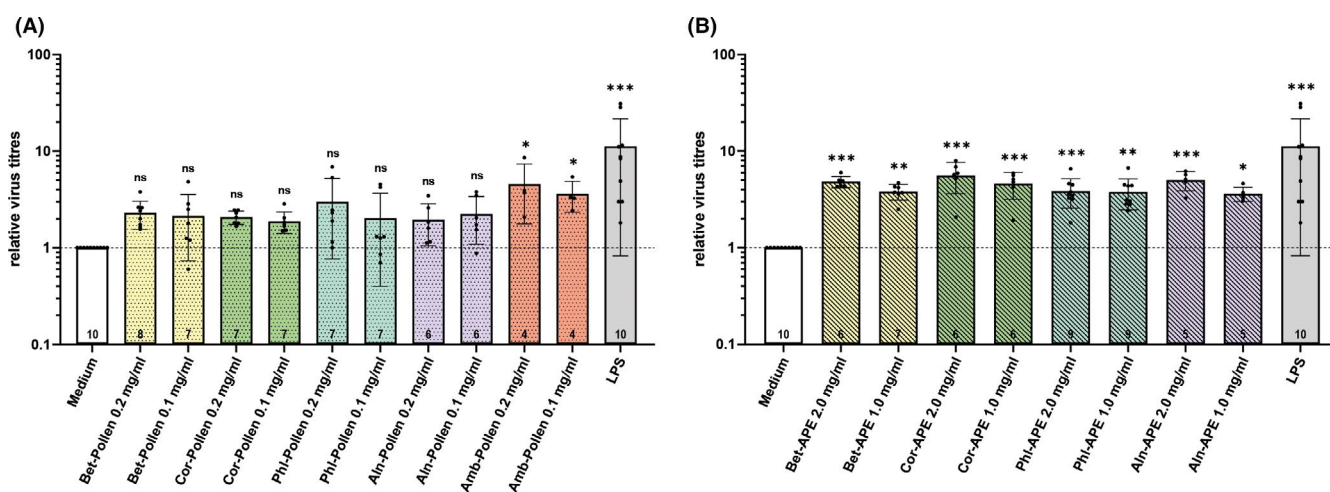 (A)
relative virus titres
100
10
1
0.1
ns
ns
ns
ns
ns
ns
ns
ns
*
*
***
10
8
7
7
7
7
7
6
6
4
4
10
Medium
Bet-Pollen 0.2 mg/ml
Bet-Pollen 0.1 mg/ml
Cor-Pollen 0.2 mg/ml
Cor-Pollen 0.1 mg/ml
Phl-Pollen 0.2 mg/ml
Phl-Pollen 0.1 mg/ml
Aln-Pollen 0.2 mg/ml
Aln-Pollen 0.1 mg/ml
Amb-Pollen 0.2 mg/ml
Amb-Pollen 0.1 mg/ml
LPS
(B)
relative virus titres
100
10
1
0.1
***
**
***
***
***
**
***
*
***
10
6
7
6
6
9
9
5
5
10
Medium
Bet-APE 2.0 mg/ml
Bet-APE 1.0 mg/ml
Cor-APE 2.0 mg/ml
Cor-APE 1.0 mg/ml
Phl-APE 2.0 mg/ml
Phl-APE 1.0 mg/ml
Aln-APE 2.0 mg/ml
Aln-APE 1.0 mg/ml
LPS